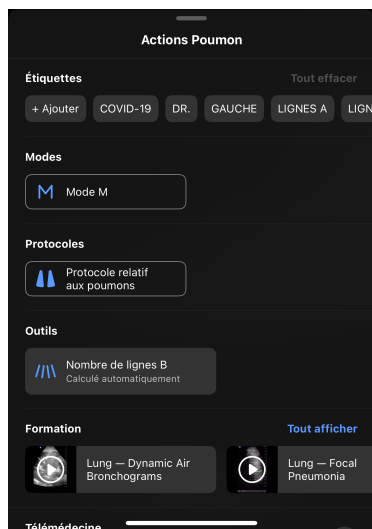 Actions Poumon
Étiquettes Tout effacer
+ Ajouter COVID-19 DR. GAUCHE LIGNES A LIGN
Modes
Mode M
Protocoles
Protocole relatif
aux poumons
Outils
Nombre de lignes B
Calculé automatiquement
Formation Tout afficher
Lung — Dynamic Air
Bronchograms
Lung — Focal
Pneumonia
Télémédecine